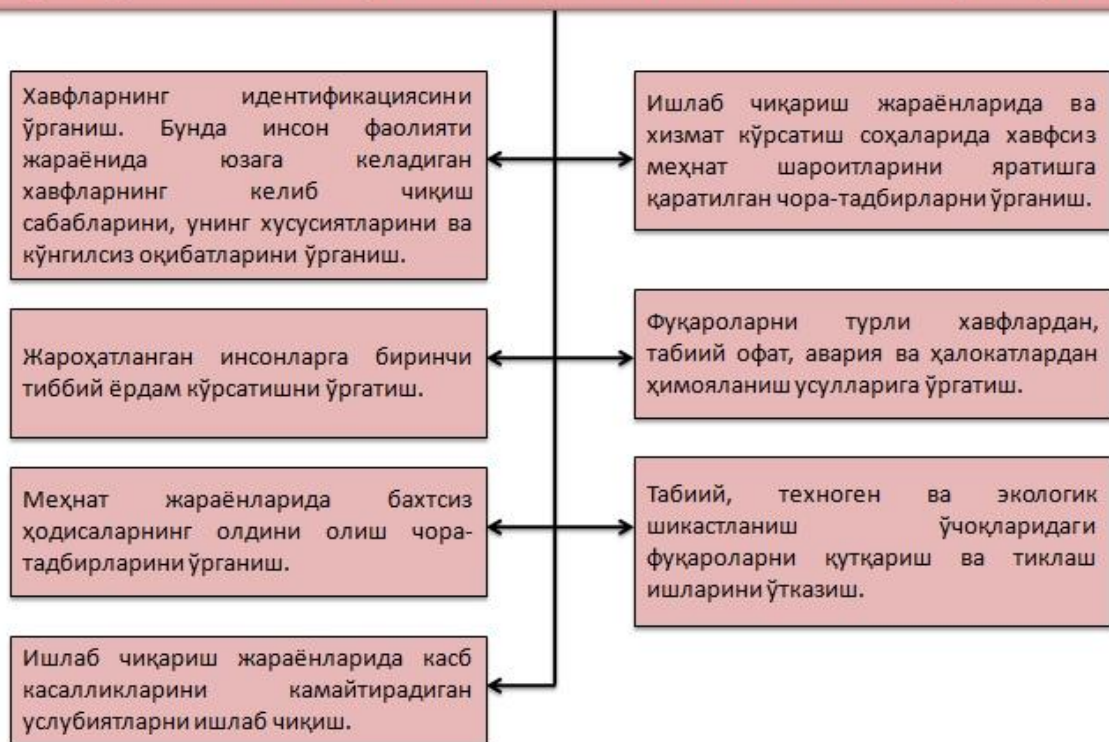 Хавфларнинг идентификациясини
ўрганиш. Бунда инсон фаолияти
жараёнида юзага келадиган
хавфларнинг келиб чиқиш
сабабларини, унинг хусусиятларини ва
кўнгилсиз оқибатларини ўрганиш.
Ишлаб чиқариш жараёнларида ва
хизмат кўрсатиш соҳаларида хавфсиз
меҳнат шароитларини яратишга
қаратилган чора-тадбирларни ўрганиш.
Жароҳатланган инсонларга биринчи
тиббий ёрдам кўрсатишни ўргатиш.
Фуқароларни турли хавфлардан,
табиий офат, авария ва ҳалокатлардан
ҳимояланиш усулларига ўргатиш.
Меҳнат жараёнларида бахтсиз
ҳодисаларнинг олдини олиш чора-
тадбирларини ўрганиш.
Табиий, техноген ва экологик
шикастланиш ўчоқларидаги
фуқароларни қутқариш ва тиклаш
ишларини ўтказиш.
Ишлаб чиқариш жараёнларида касб
касалликларини камайтирадиган
услубиятларни ишлаб чиқиш.